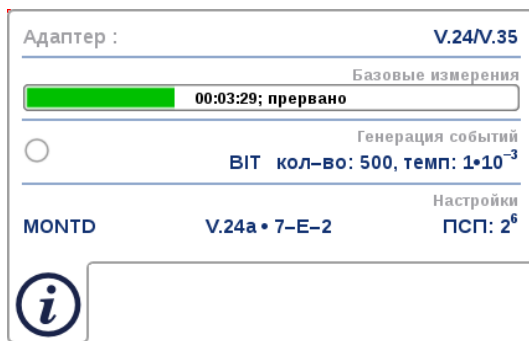 Адаптер : V.24/V.35
Базовые измерения
00:03:29; прервано
Генерация событий
BIT кол–во: 500, темп: 1•10⁻³
Настройки
MONTD V.24a • 7–E–2 ПСП: 2⁶
i